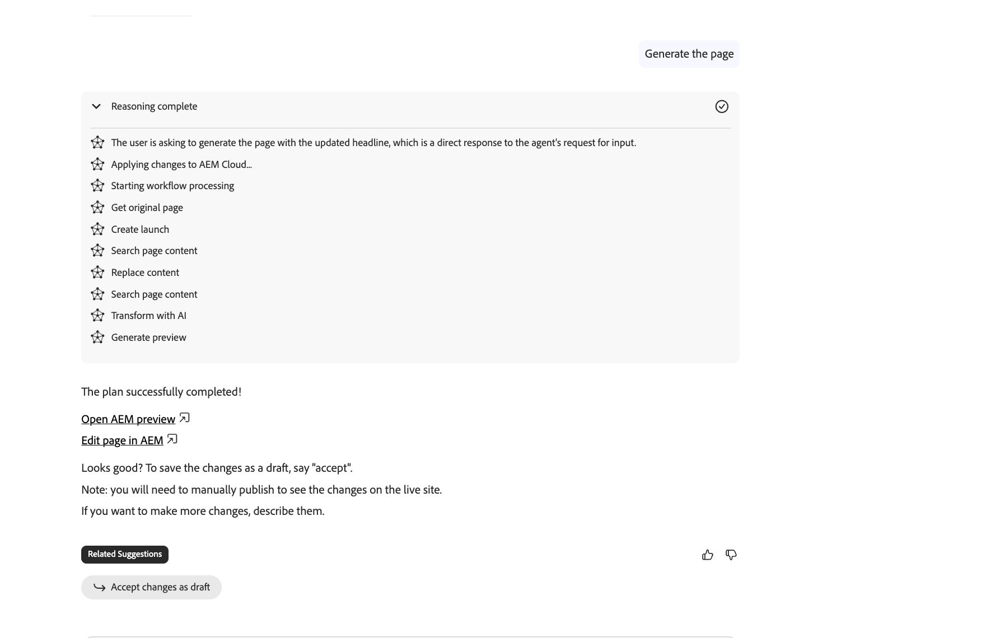 Generate the page
Reasoning complete
The user is asking to generate the page with the updated headline, which is a direct response to the agent's request for input.
Applying changes to AEM Cloud...
Starting workflow processing
Get original page
Create launch
Search page content
Replace content
Search page content
Transform with AI
Generate preview
The plan successfully completed!
Open AEM preview
Edit page in AEM
Looks good? To save the changes as a draft, say "accept".
Note: you will need to manually publish to see the changes on the live site.
If you want to make more changes, describe them.
Related Suggestions
Accept changes as draft